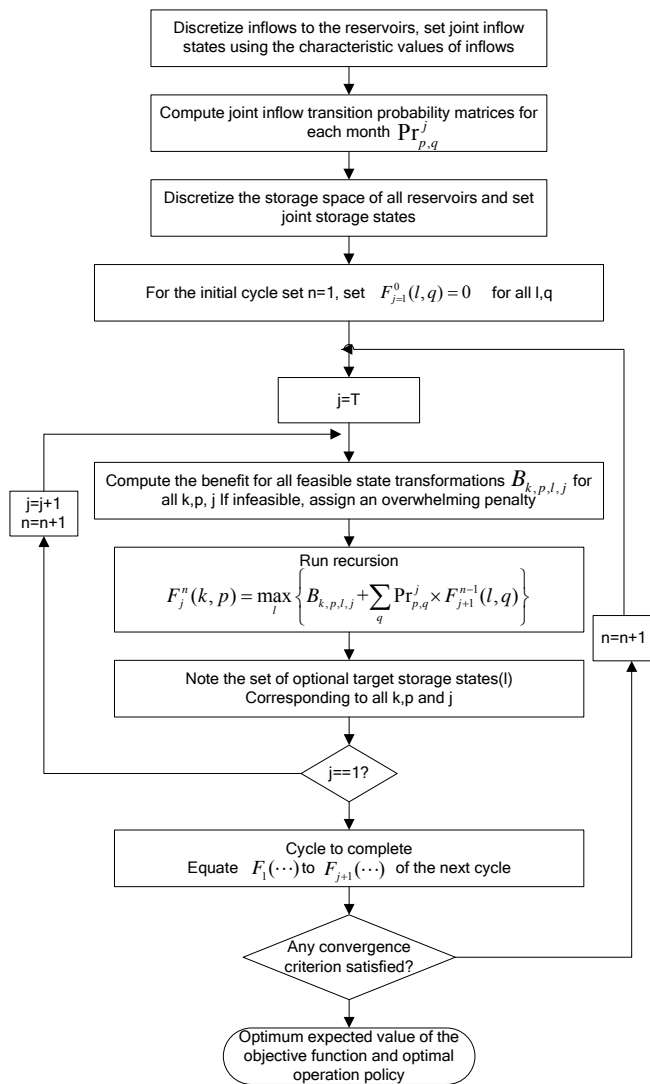 Discretize inflows to the reservoirs, set joint inflow
states using the characteristic values of inflows
Compute joint inflow transition probability matrices for
each month Pr^j_{p,q}
Discretize the storage space of all reservoirs and set
joint storage states
For the initial cycle set n=1, set F^0_{j=1}(l,q)=0 for all l,q
j=T
Compute the benefit for all feasible state transformations B_{k,p,l,j} for
all k,p, j If infeasible, assign an overwhelming penalty
j=j+1
n=n+1
Run recursion
F^n_j(k, p) = max_l { B_{k,p,l,j} + ∑_q Pr^j_{p,q} × F^{n-1}_{j+1}(l,q) }
n=n+1
Note the set of optional target storage states(l)
Corresponding to all k,p and j
j==1?
Cycle to complete
Equate F_1(⋯) to F_{j+1}(⋯) of the next cycle
Any convergence
criterion satisfied?
Optimum expected value of the
objective function and optimal
operation policy